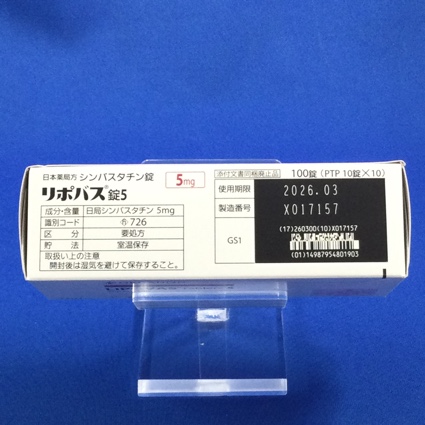 日本薬局方 シンバスタチン錠
リポバス®錠5
5mg
成分・含量 日局シンバスタチン 5mg
識別コード 726
区分 要処方
貯法 室温保存
取扱い上の注意
開封後は湿気を避けて保存すること。
添付文書同梱廃止品
100錠(PTP 10錠×10)
使用期限 2026.03
製造番号 X017157
GS1
(17)260300(10)X017157
(01)14987954801903